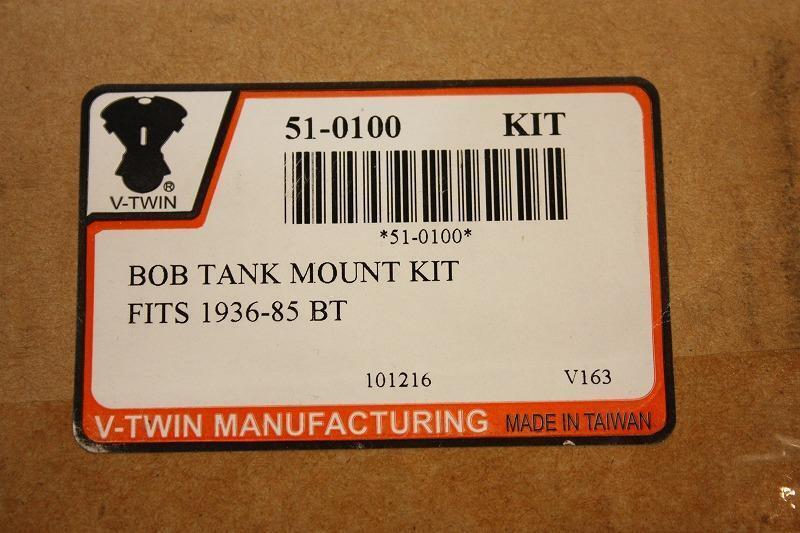 51-0100 KIT
®
V-TWIN
*51-0100*
BOB TANK MOUNT KIT
FITS 1936-85 BT
101216 V163
V-TWIN MANUFACTURING MADE IN TAIWAN